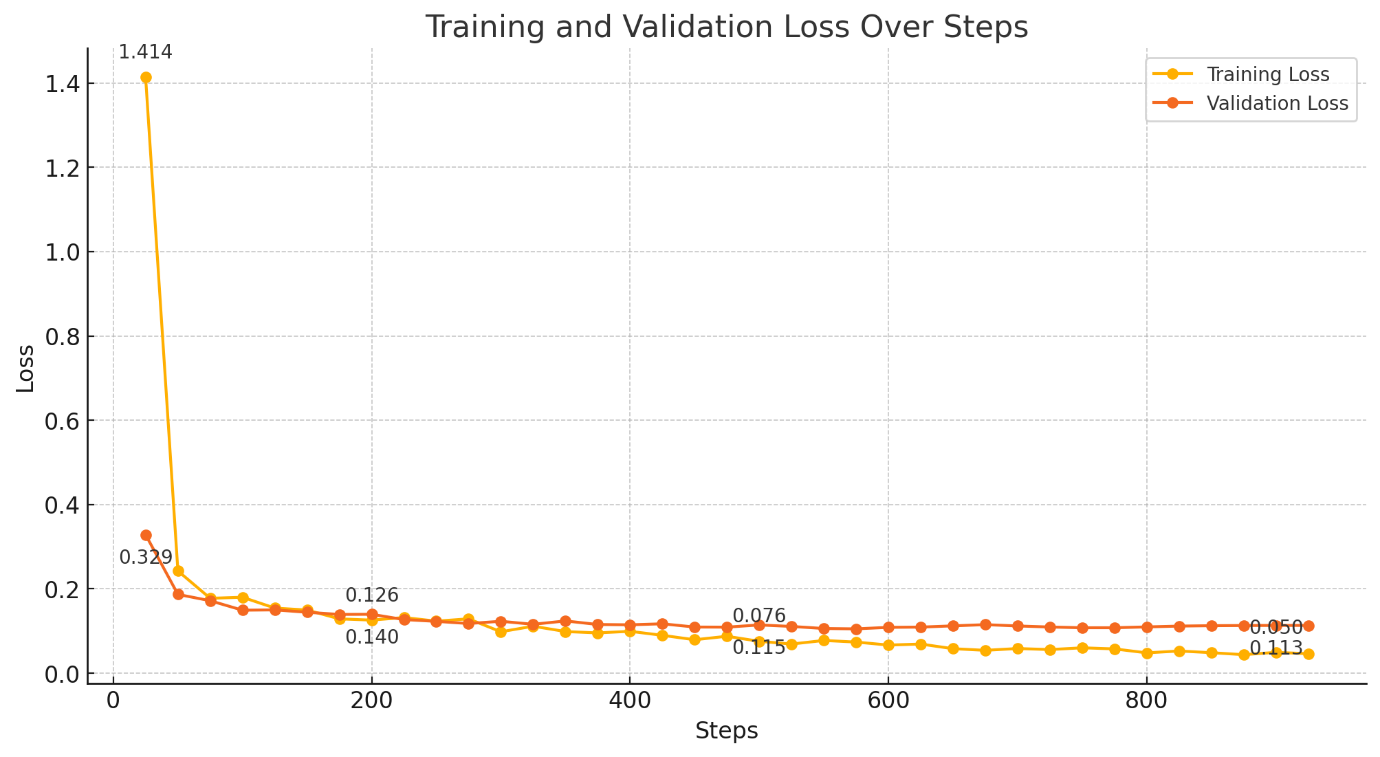 Training and Validation Loss Over Steps
1.414
Training Loss
Validation Loss
1.4
1.2
1.0
0.8
Loss
0.6
0.4
0.329
0.2
0.126
0.076
0.050
0.140
0.115
0.113
0.0
0 200 400 600 800
Steps